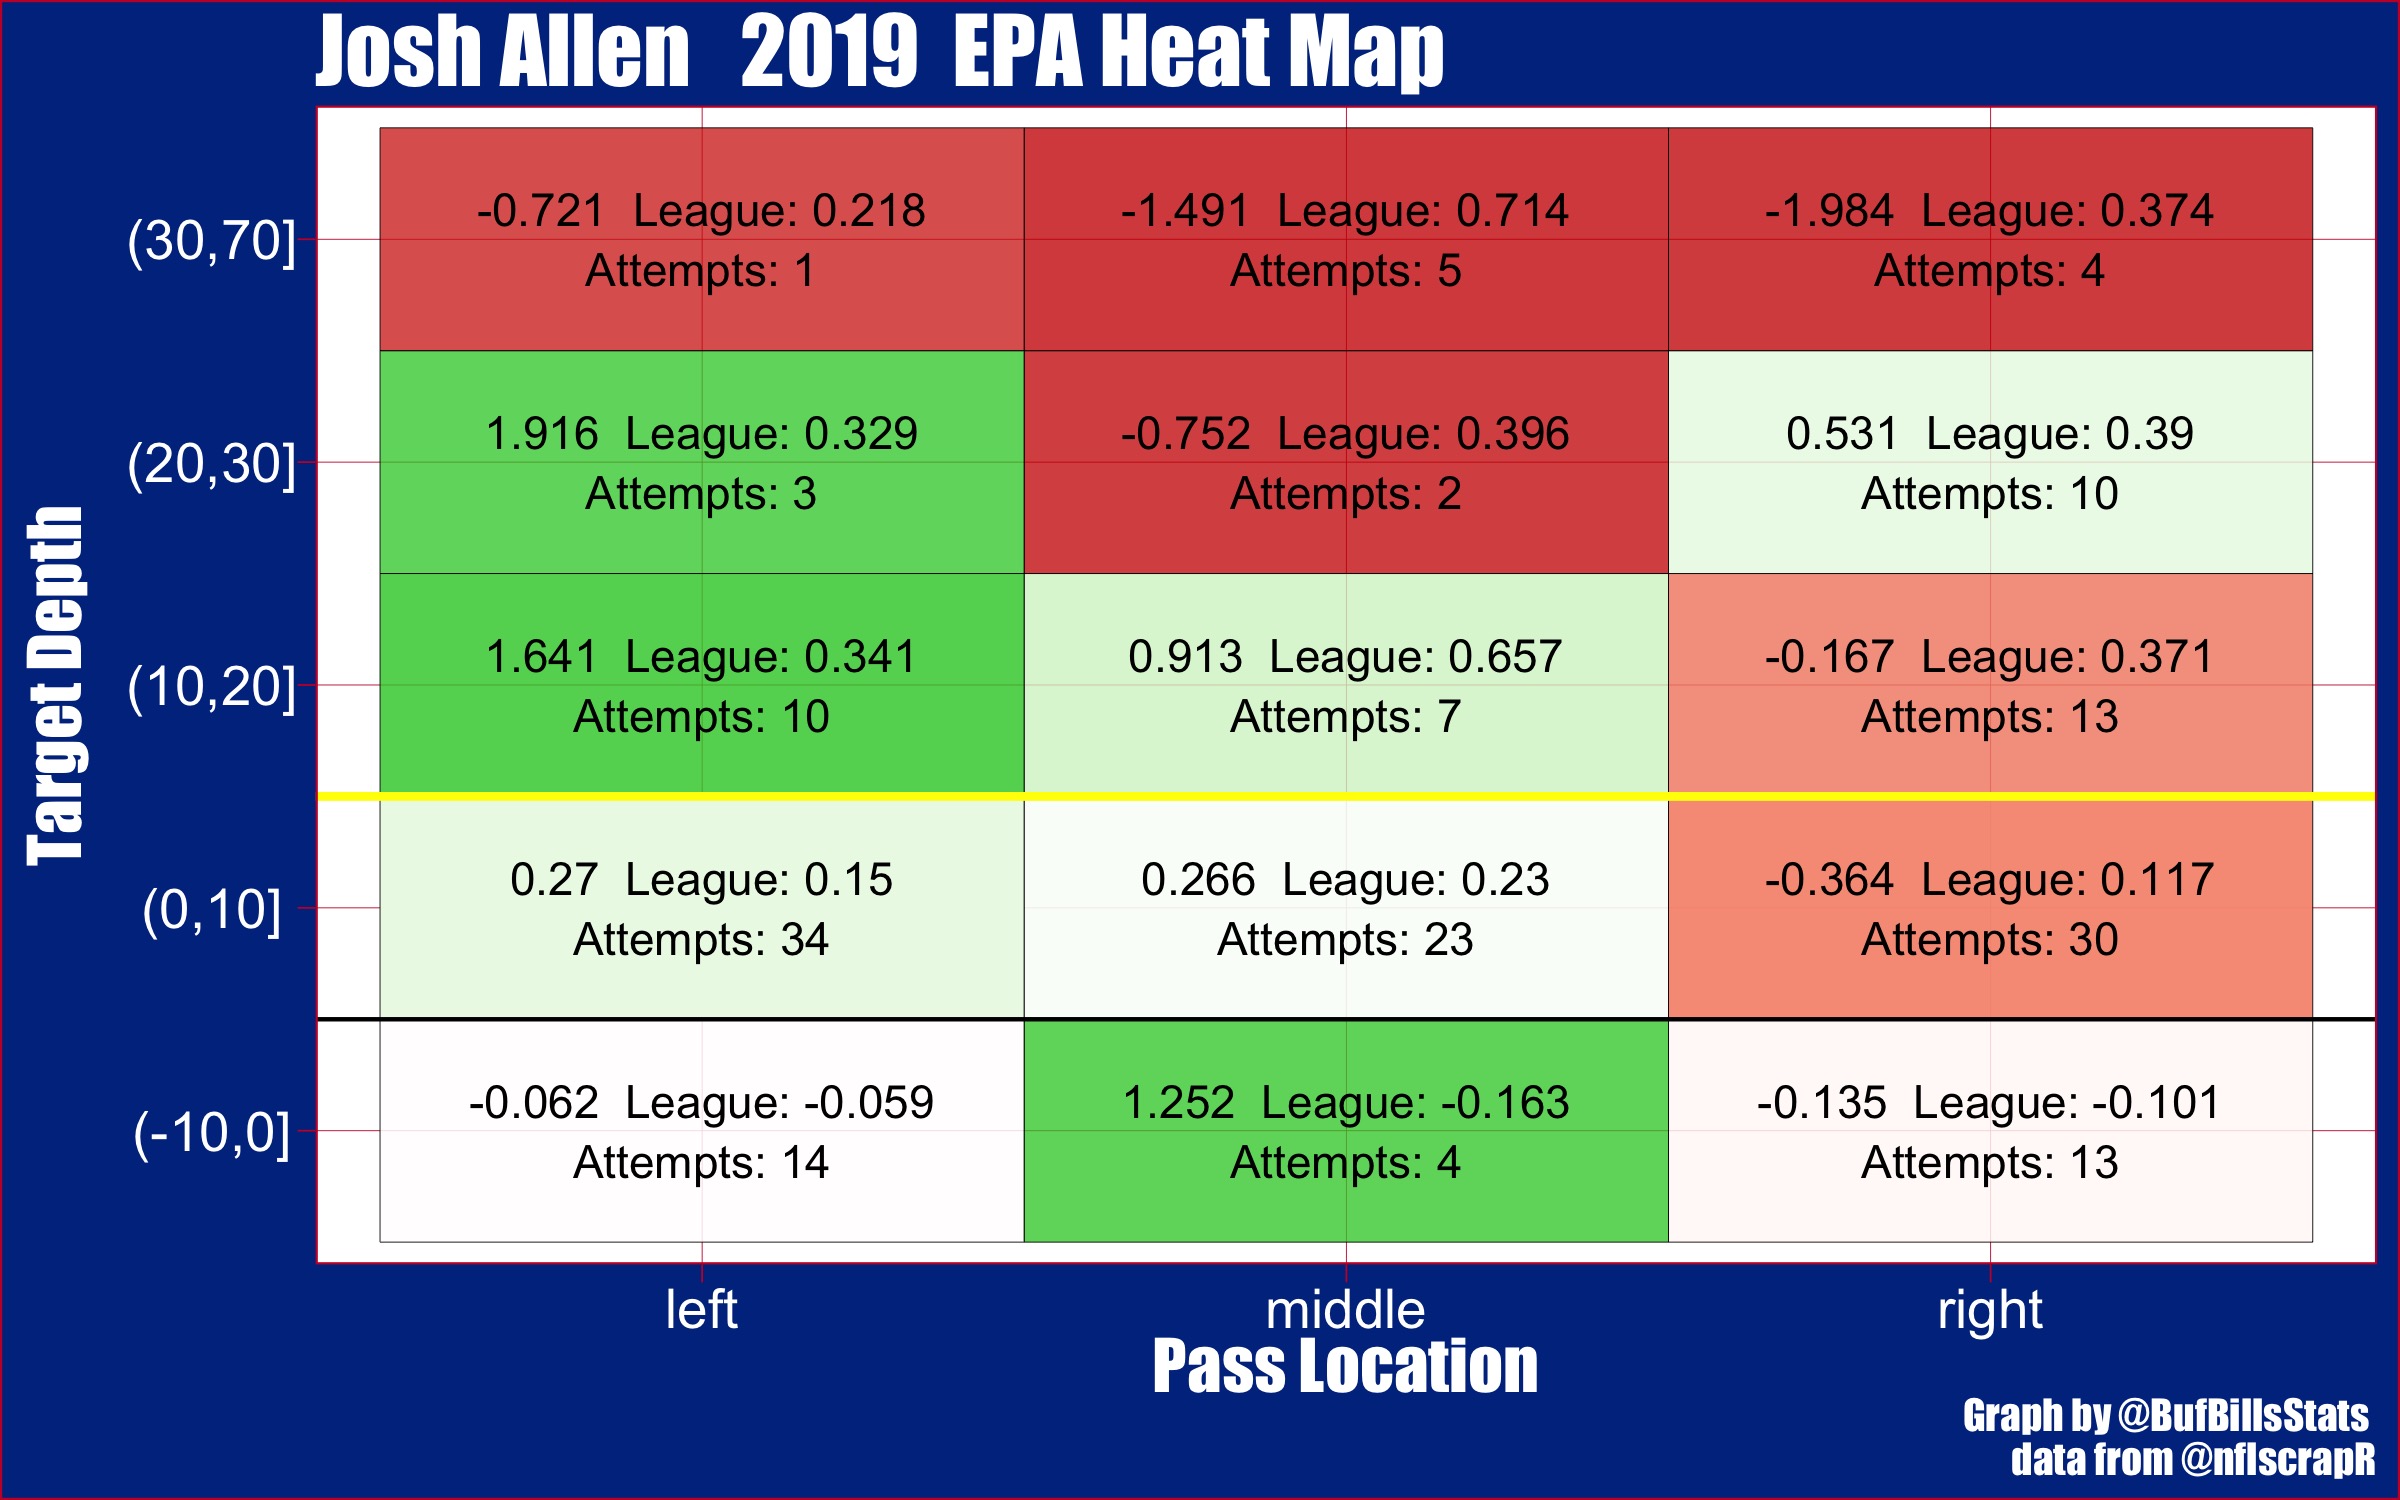 Josh Allen 2019 EPA Heat Map
Target Depth
(30,70]
-0.721 League: 0.218
Attempts: 1
-1.491 League: 0.714
Attempts: 5
-1.984 League: 0.374
Attempts: 4
(20,30]
1.916 League: 0.329
Attempts: 3
-0.752 League: 0.396
Attempts: 2
0.531 League: 0.39
Attempts: 10
(10,20]
1.641 League: 0.341
Attempts: 10
0.913 League: 0.657
Attempts: 7
-0.167 League: 0.371
Attempts: 13
(0,10]
0.27 League: 0.15
Attempts: 34
0.266 League: 0.23
Attempts: 23
-0.364 League: 0.117
Attempts: 30
(-10,0]
-0.062 League: -0.059
Attempts: 14
1.252 League: -0.163
Attempts: 4
-0.135 League: -0.101
Attempts: 13
left
middle
right
Pass Location
Graph by @BufBillsStats
data from @nflscrapR